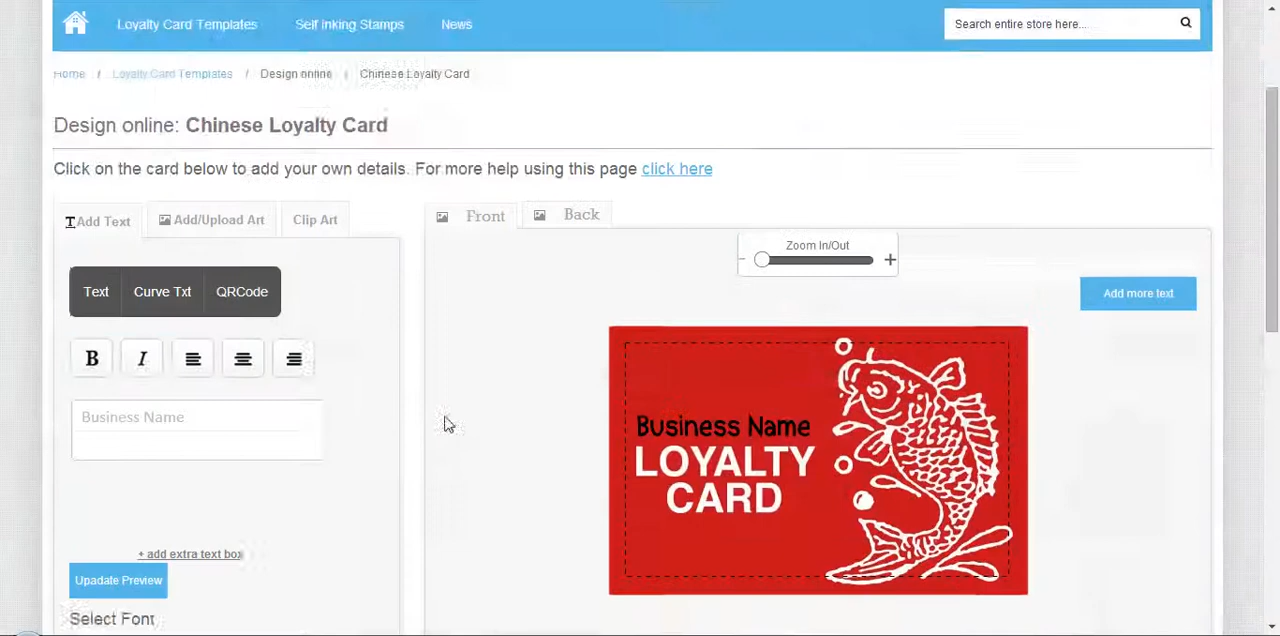 Loyalty Card Templates Self Inking Stamps News Search entire store here...
Home / Loyalty Card Templates / Design online / Chinese Loyalty Card
Design online: Chinese Loyalty Card
Click on the card below to add your own details. For more help using this page click here
Add Text Add/Upload Art Clip Art
Front Back
Zoom In/Out
- +
Add more text
Text Curve Txt QRCode
B I
Business Name
+ add extra text box
Upadate Preview
Select Font
Business Name
LOYALTY
CARD